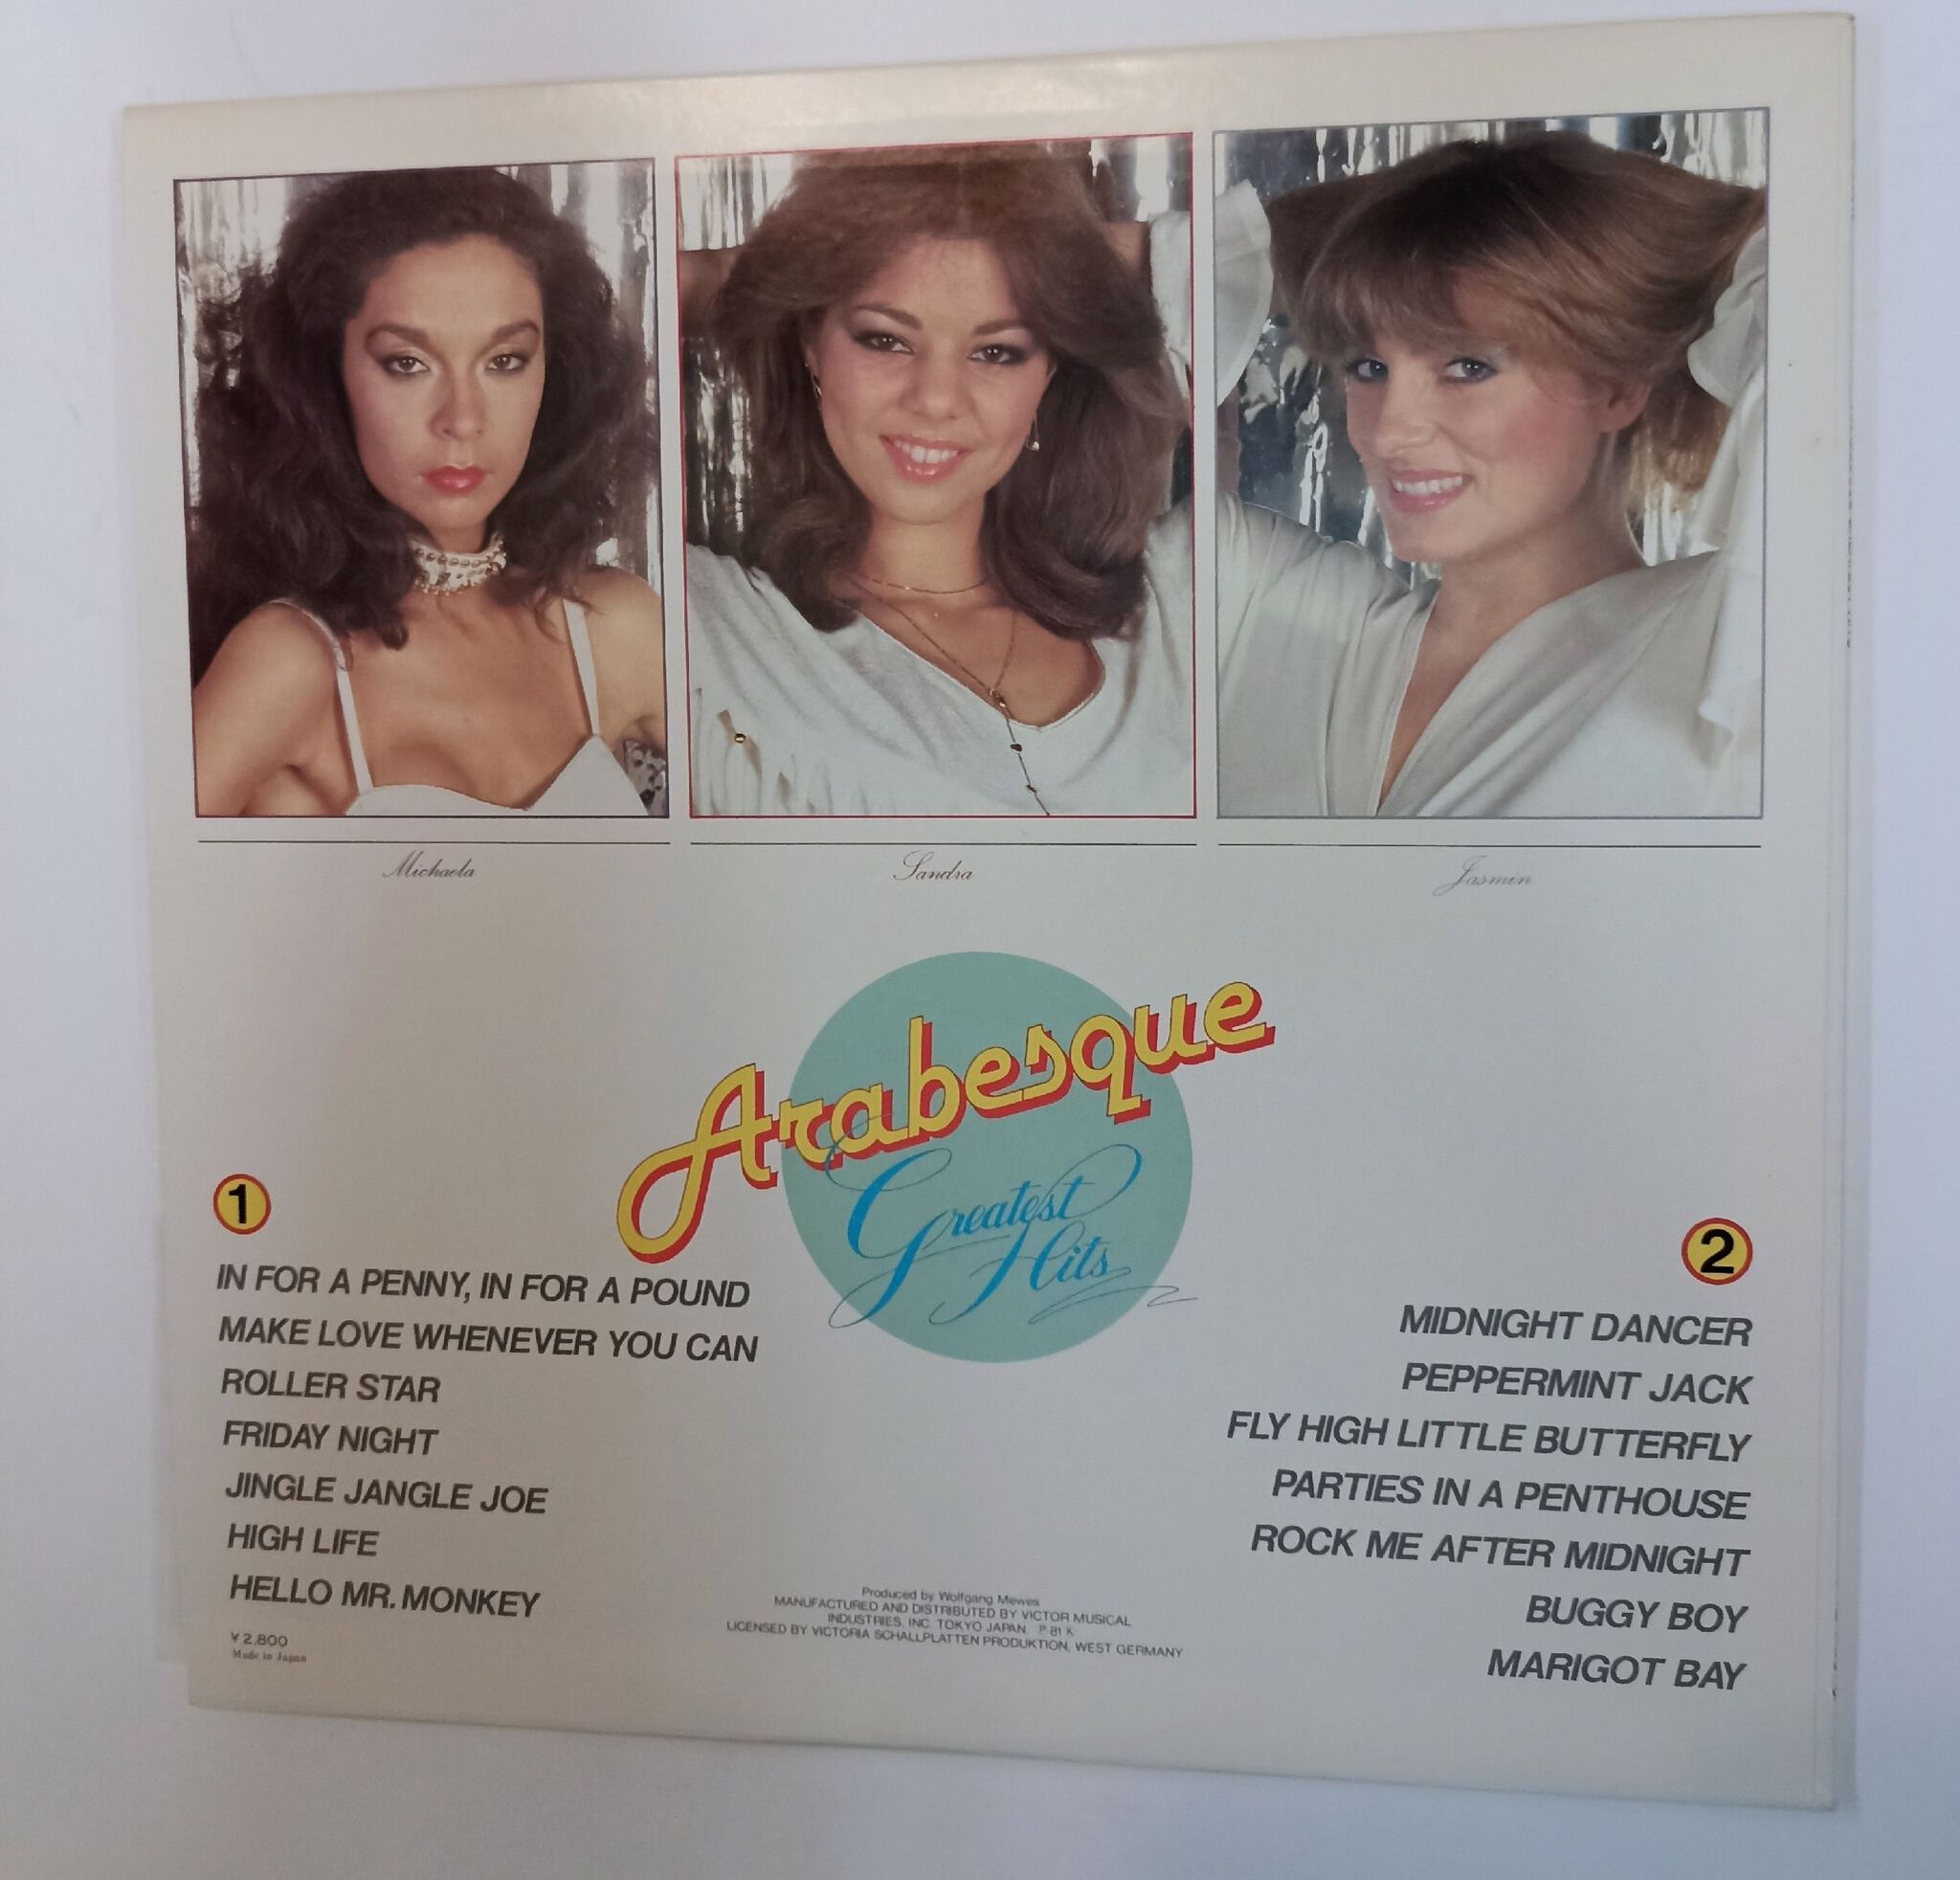 Michaela
Sandra
Jasmin
Arabesque
Greatest
Hits
1
IN FOR A PENNY, IN FOR A POUND
MAKE LOVE WHENEVER YOU CAN
ROLLER STAR
FRIDAY NIGHT
JINGLE JANGLE JOE
HIGH LIFE
HELLO MR. MONKEY
¥2,800
Made in Japan
Produced by Wolfgang Mewes
MANUFACTURED AND DISTRIBUTED BY VICTOR MUSICAL
INDUSTRIES, INC. TOKYO JAPAN. P 81 K
LICENSED BY VICTORIA SCHALLPLATTEN PRODUKTION, WEST GERMANY
2
MIDNIGHT DANCER
PEPPERMINT JACK
FLY HIGH LITTLE BUTTERFLY
PARTIES IN A PENTHOUSE
ROCK ME AFTER MIDNIGHT
BUGGY BOY
MARIGOT BAY